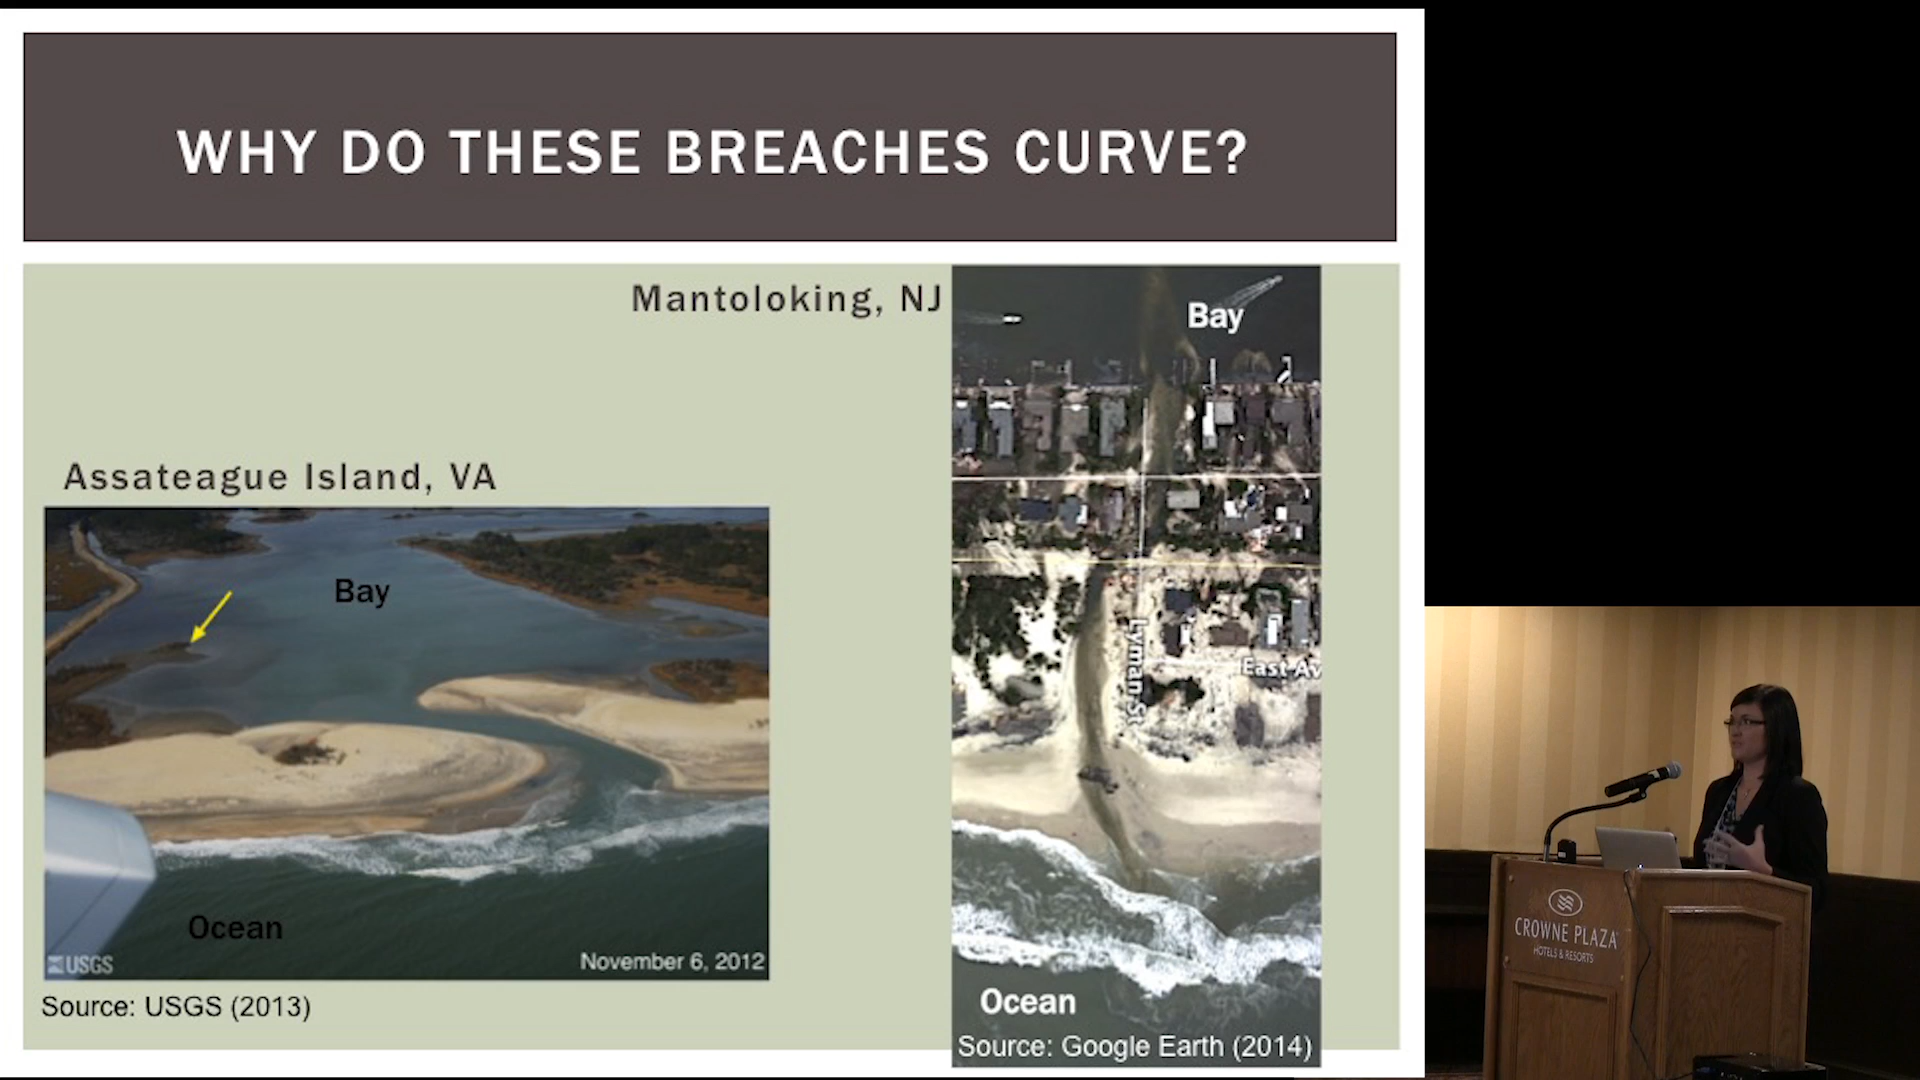 WHY DO THESE BREACHES CURVE?
Mantoloking, NJ
Assateague Island, VA
Bay
Ocean
USGS
November 6, 2012
Source: USGS (2013)
Bay
Lyman St
East Av
Ocean
Source: Google Earth (2014)
CROWNE PLAZA
HOTELS & RESORTS